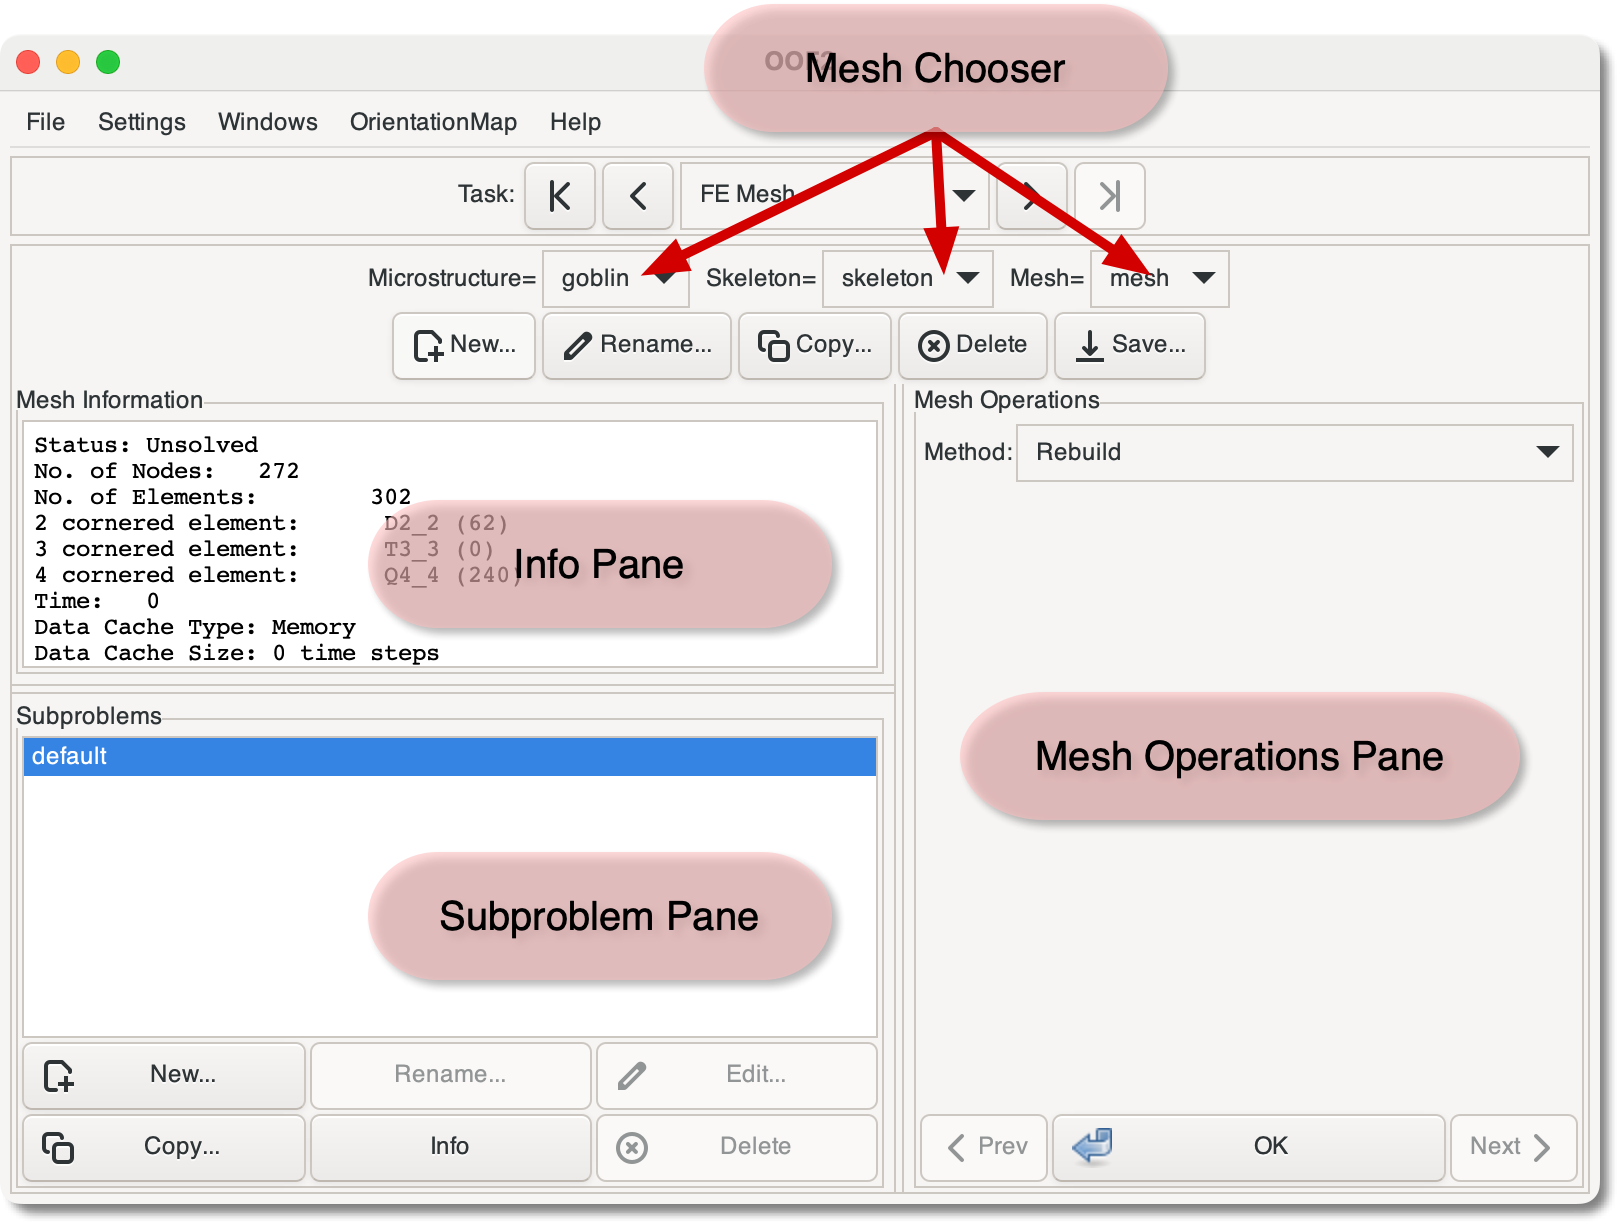 OOF2
Mesh Chooser
File Settings Windows OrientationMap Help
Task: FE Mesh
Microstructure= goblin Skeleton= skeleton Mesh= mesh
New... Rename... Copy... Delete Save...
Mesh Information
Status: Unsolved
No. of Nodes: 272
No. of Elements: 302
2 cornered element: D2_2 (62)
3 cornered element: T3_3 (0)
4 cornered element: Q4_4 (240)
Time: 0
Data Cache Type: Memory
Data Cache Size: 0 time steps
Info Pane
Subproblems
default
Subproblem Pane
New... Rename... Edit...
Copy... Info Delete
Mesh Operations
Method: Rebuild
Mesh Operations Pane
Prev OK Next